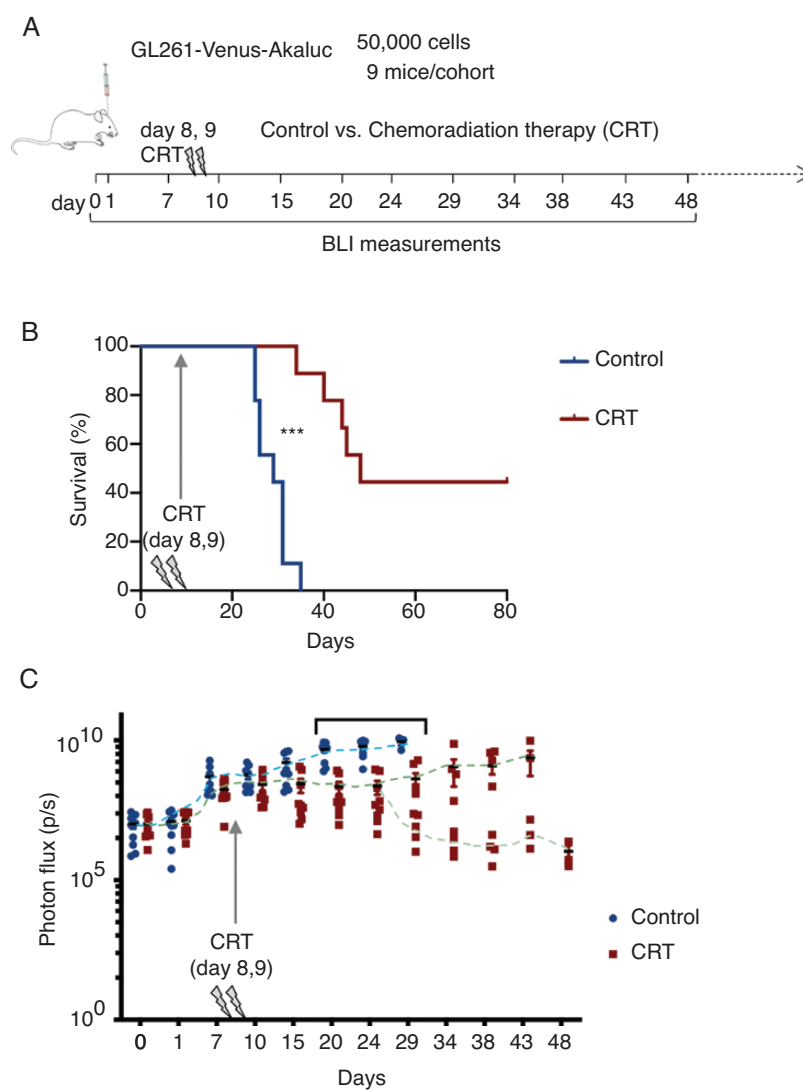 A
GL261-Venus-Akaluc
50,000 cells
9 mice/cohort
day 8, 9
CRT
Control vs. Chemoradiation therapy (CRT)
day
0 1 7 10 15 20 24 29 34 38 43 48
BLI measurements
B
Survival (%)
100
80
60
40
20
0
***
CRT
(day 8,9)
0 20 40 60 80
Days
Control
CRT
C
Photon flux (p/s)
10^10
10^5
10^0
CRT
(day 8,9)
0 1 7 10 15 20 24 29 34 38 43 48
Days
Control
CRT